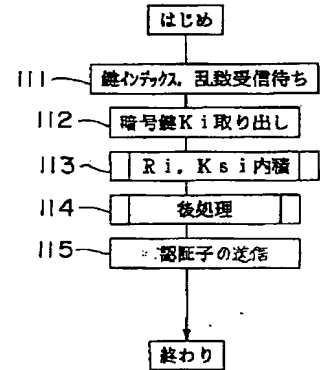 はじめ
111 鍵インデックス．乱数受信待ち
112 暗号鍵Ki取り出し
113 Ri．Ksi内積
114 後処理
115 認証子の送信
終わり